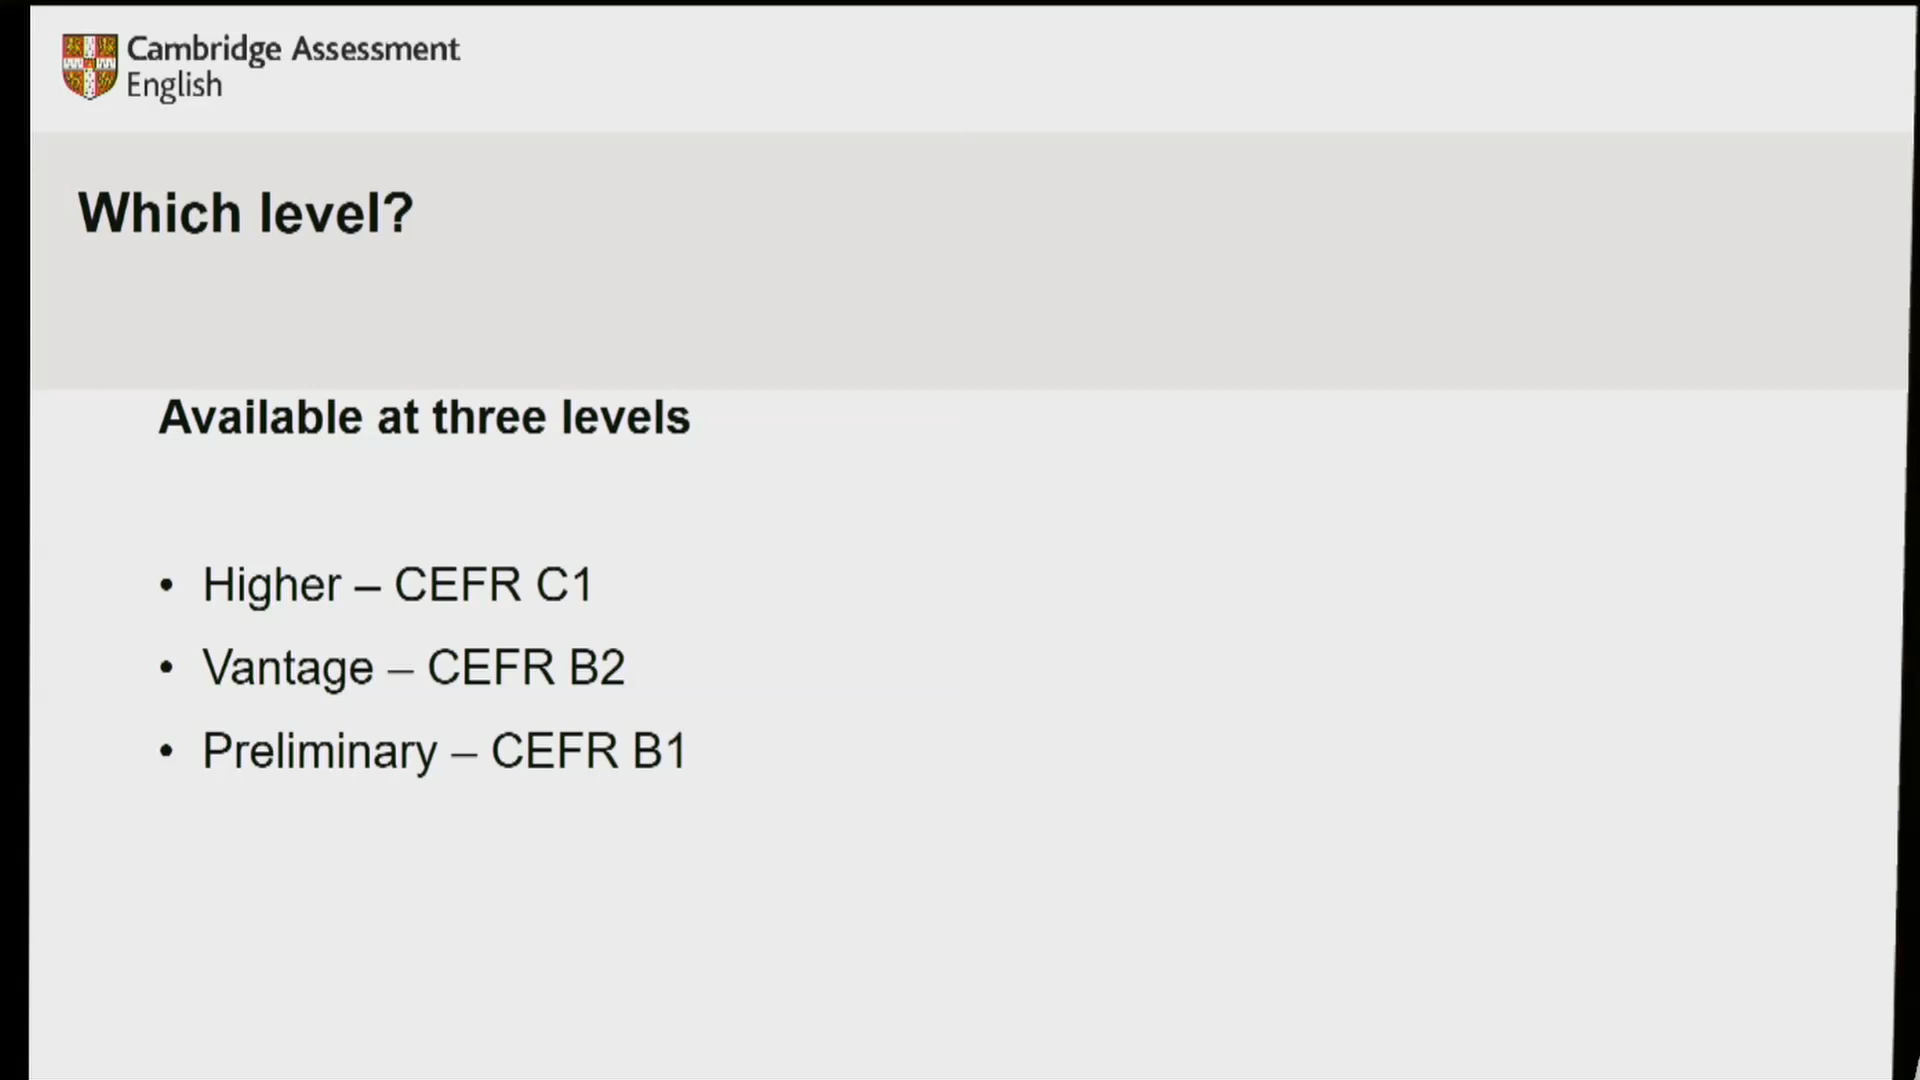 Cambridge Assessment
English
Which level?
Available at three levels
• Higher – CEFR C1
• Vantage – CEFR B2
• Preliminary – CEFR B1